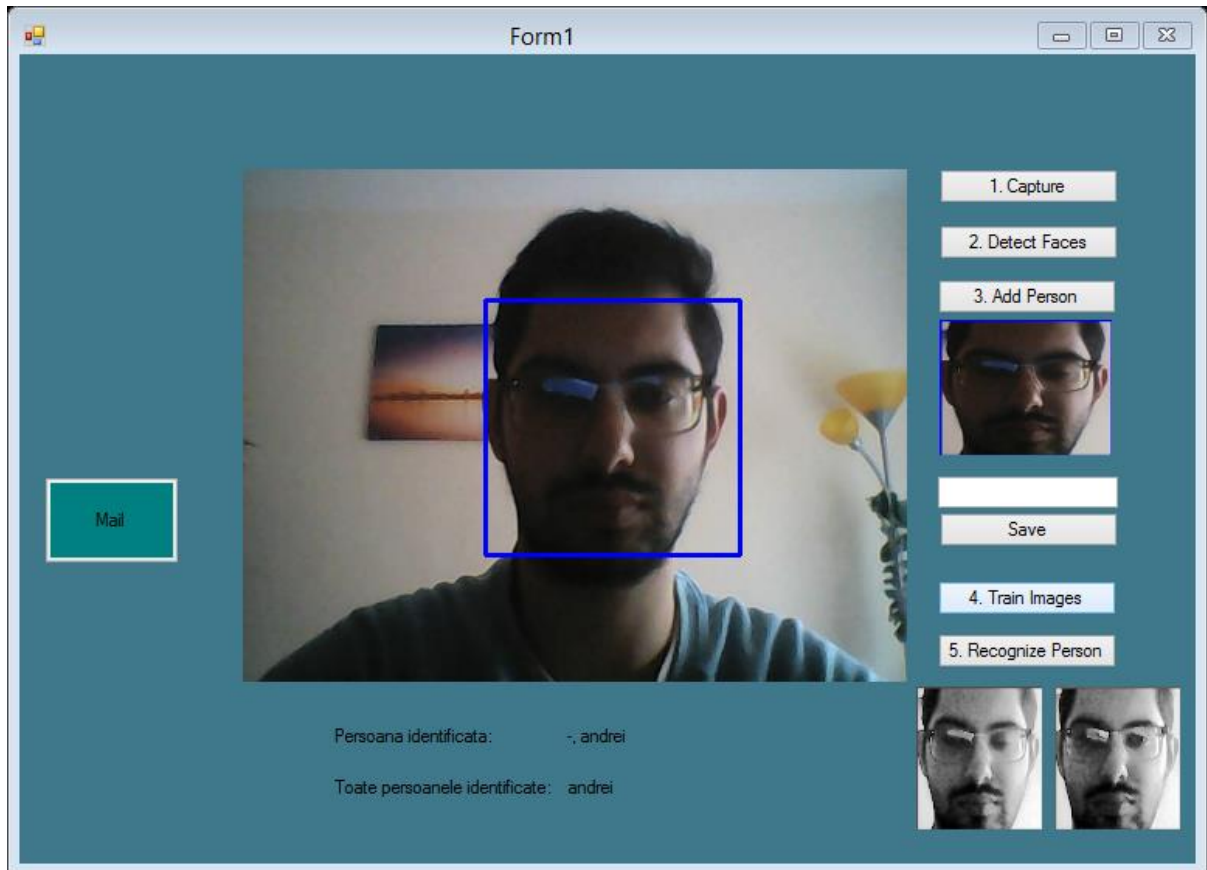 Form1
1. Capture
2. Detect Faces
3. Add Person
Mail
Save
4. Train Images
5. Recognize Person
Persoana identificata: -, andrei
Toate persoanele identificate: andrei